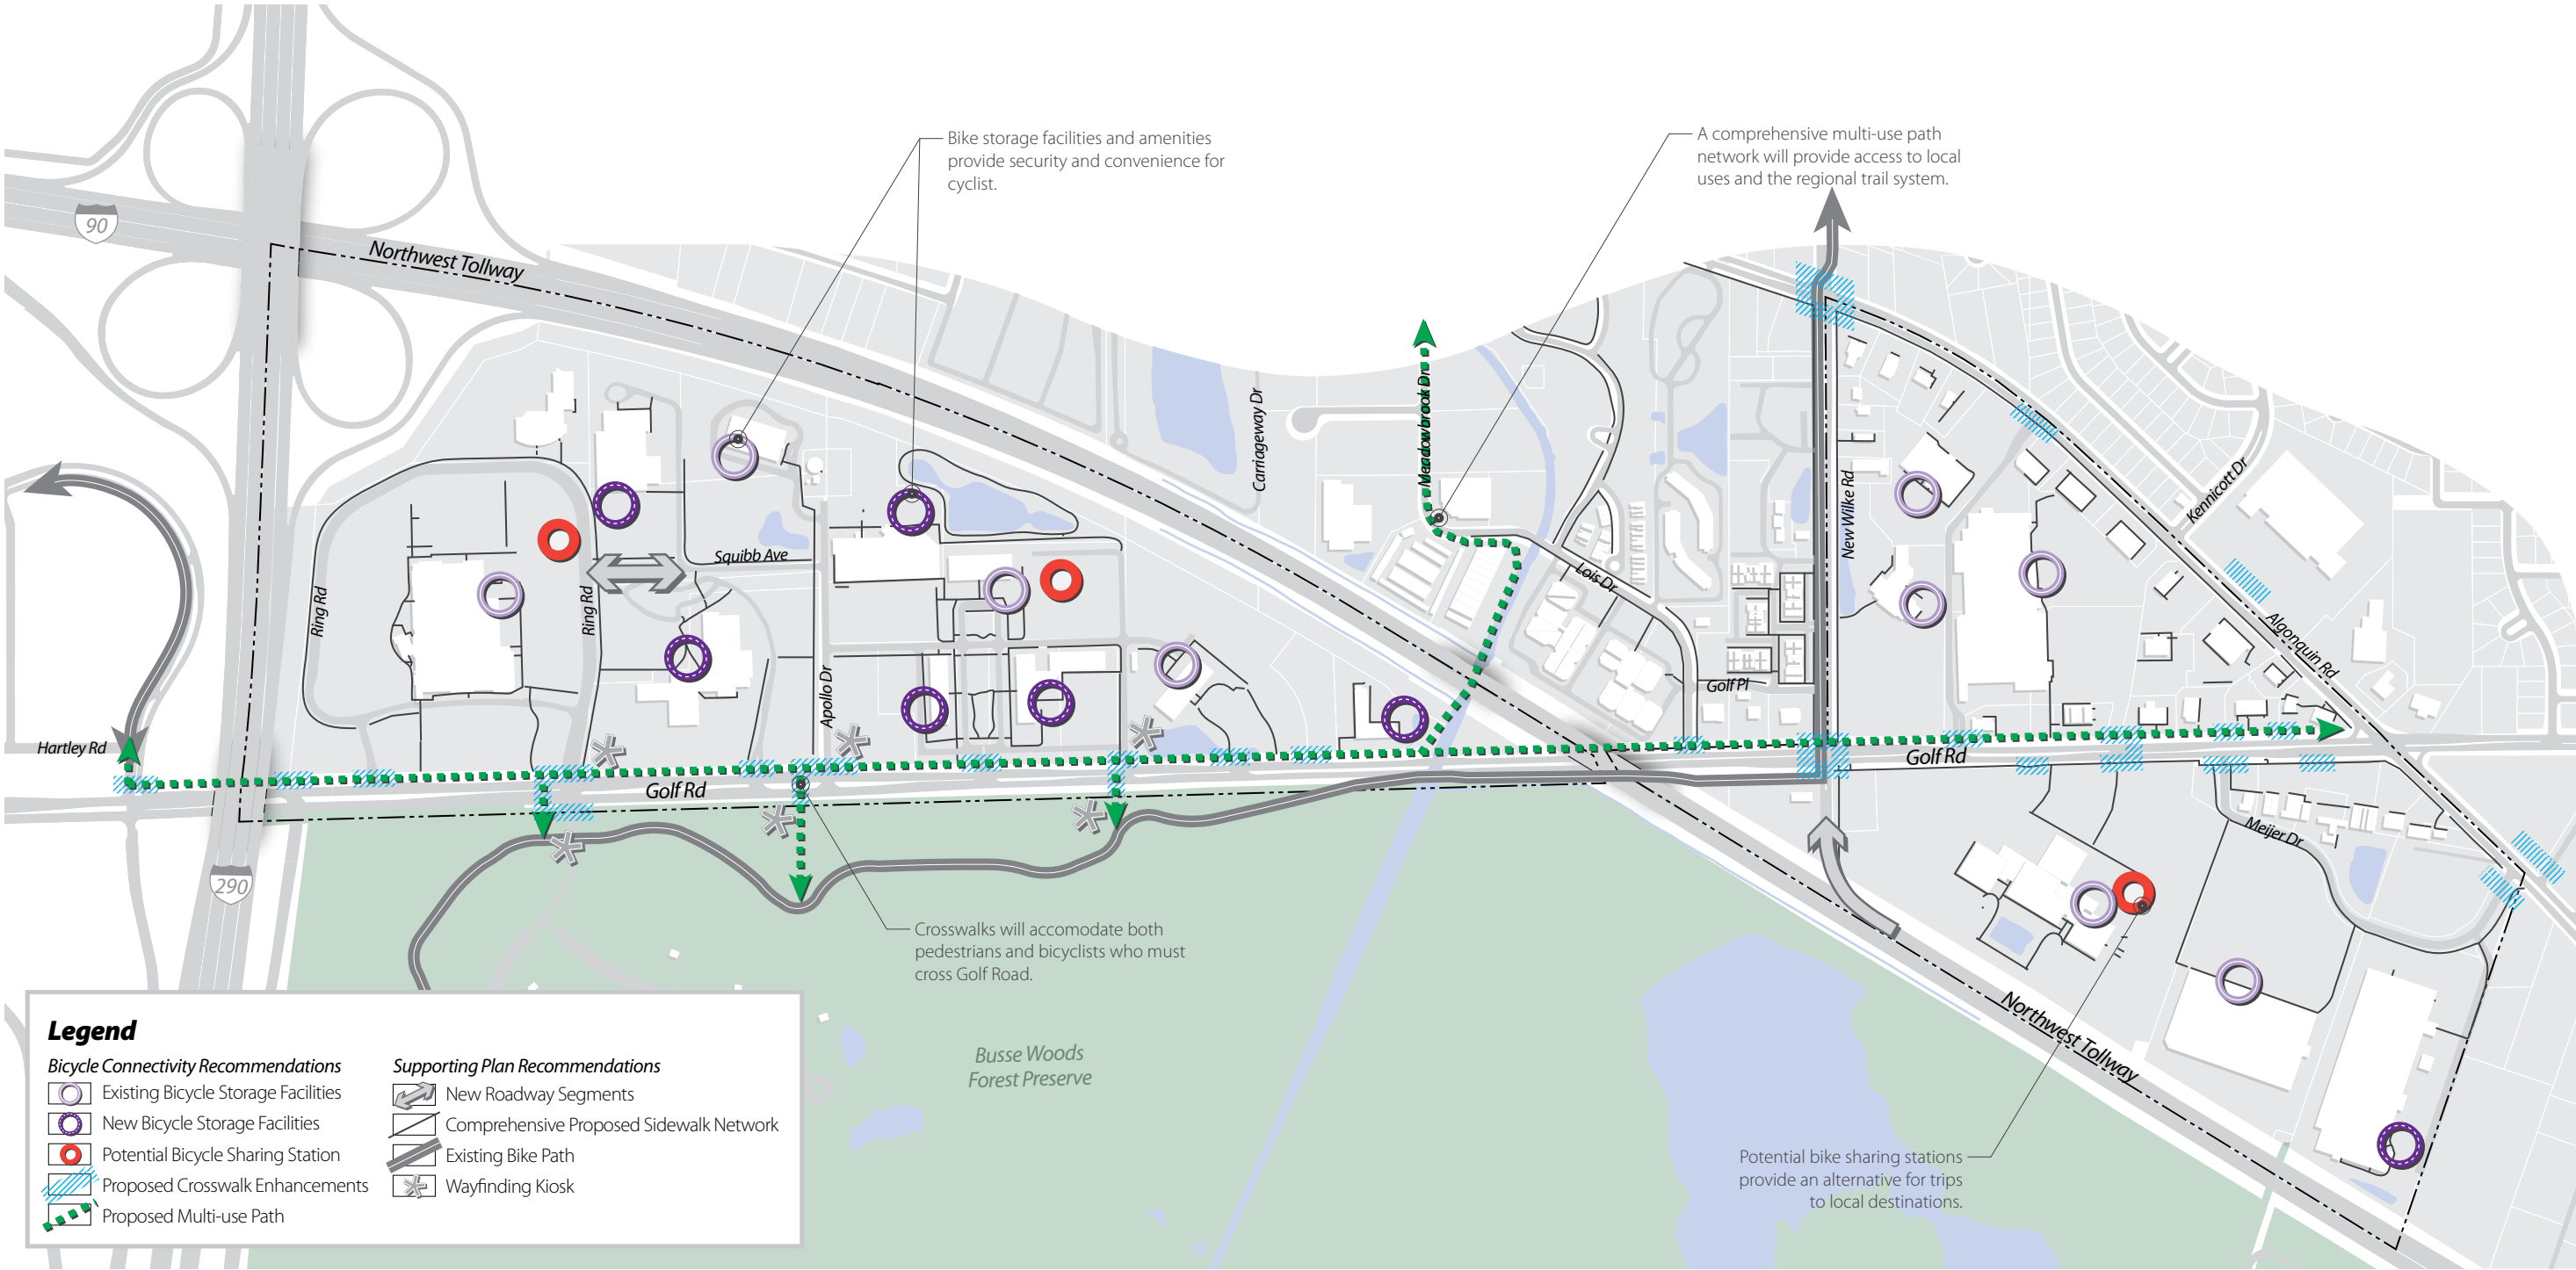 Bike storage facilities and amenities
provide security and convenience for
cyclist.
A comprehensive multi-use path
network will provide access to local
uses and the regional trail system.
90
Northwest Tollway
Carriageway Dr
Meadowbrook Dr
New Wilke Rd
Kennicott Dr
Squibb Ave
Lois Dr
Ring Rd
Ring Rd
Apollo Dr
Algonquin Rd
Golf Pl
Hartley Rd
Golf Rd
Golf Rd
Meijer Dr
290
Crosswalks will accomodate both
pedestrians and bicyclists who must
cross Golf Road.
Northwest Tollway
Busse Woods
Forest Preserve
Potential bike sharing stations
provide an alternative for trips
to local destinations.
Legend
Bicycle Connectivity Recommendations
Existing Bicycle Storage Facilities
New Bicycle Storage Facilities
Potential Bicycle Sharing Station
Proposed Crosswalk Enhancements
Proposed Multi-use Path
Supporting Plan Recommendations
New Roadway Segments
Comprehensive Proposed Sidewalk Network
Existing Bike Path
Wayfinding Kiosk